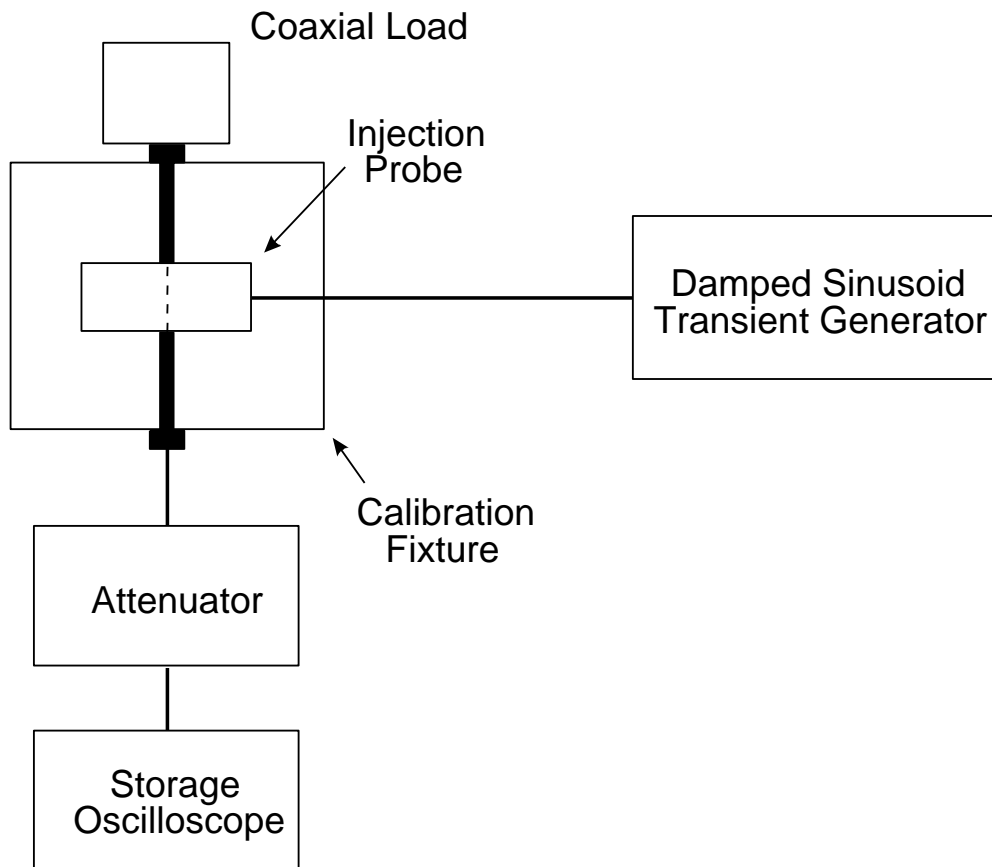 Coaxial Load
Injection
Probe
Damped Sinusoid
Transient Generator
Calibration
Fixture
Attenuator
Storage
Oscilloscope